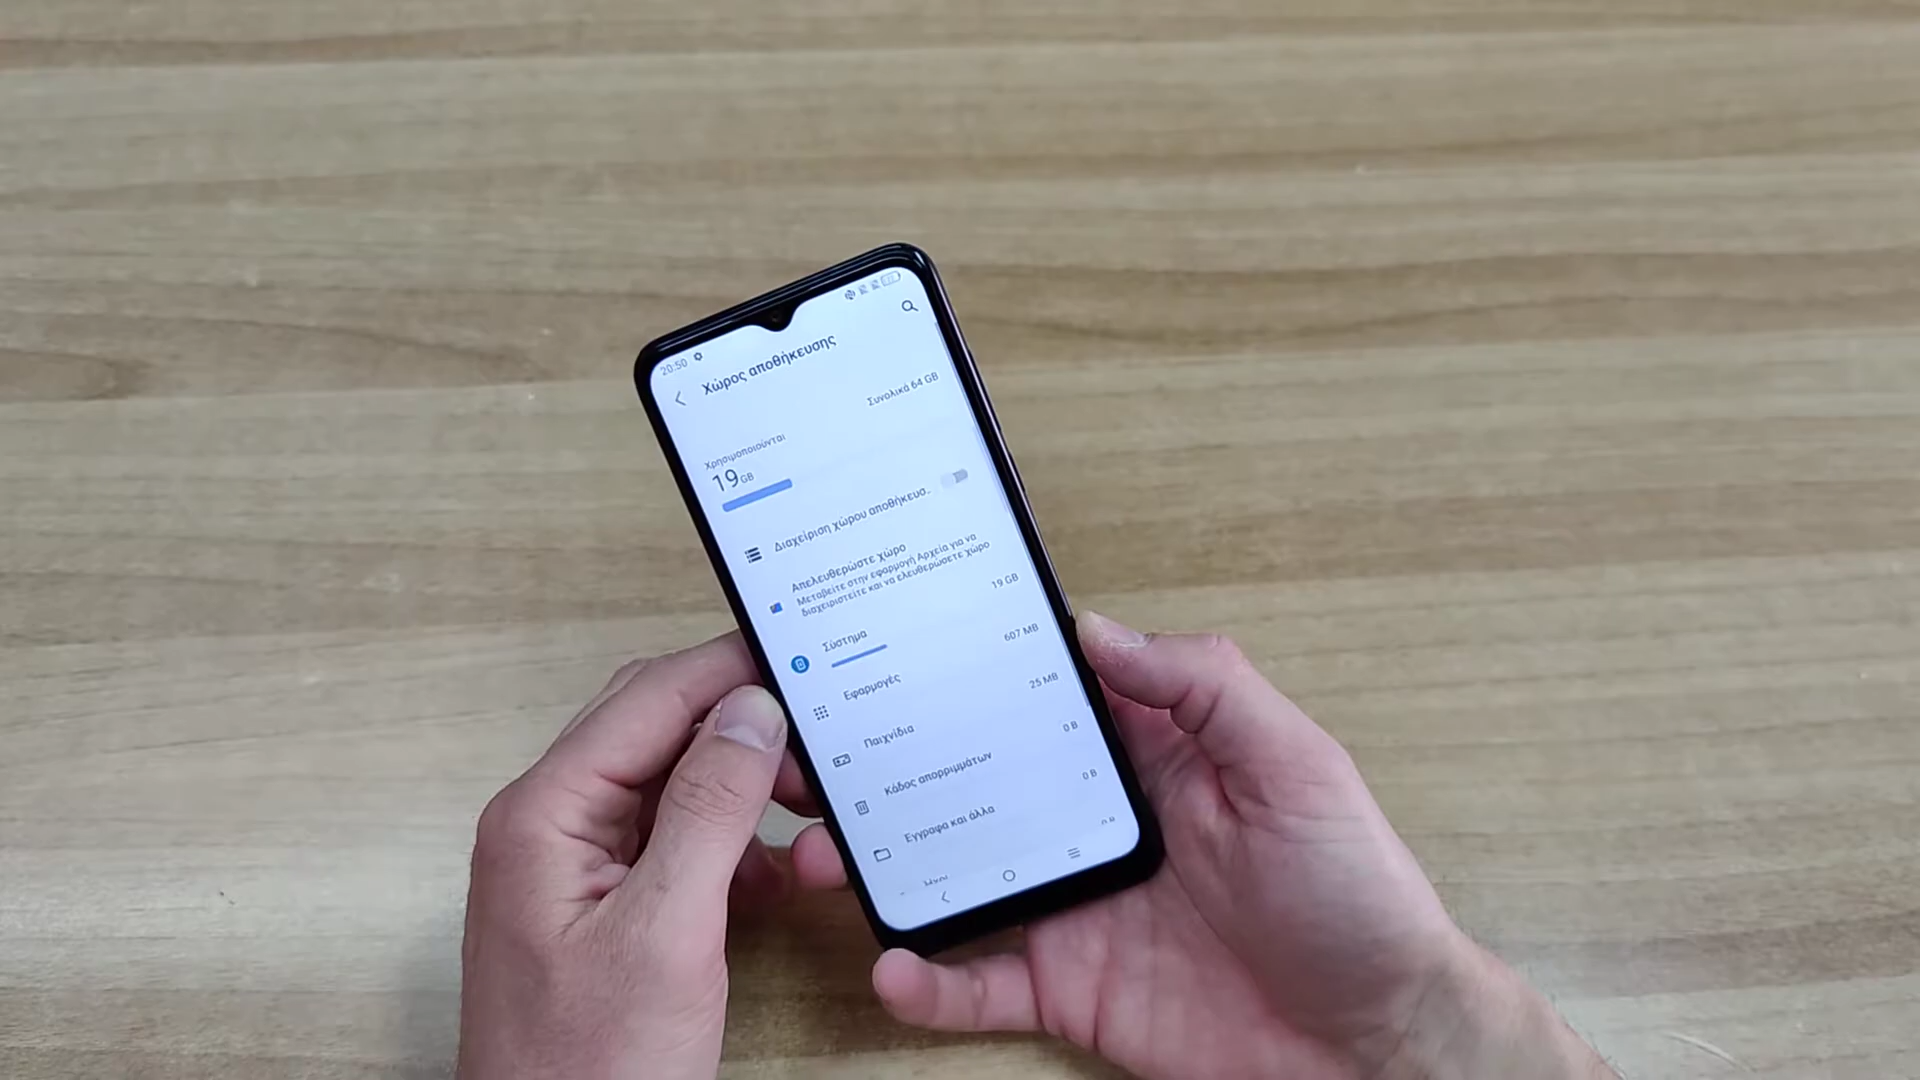 20:50
Χώρος αποθήκευσης
Συνολικά 64 GB
Χρησιμοποιούνται
19 GB
Διαχείριση χώρου αποθήκευσ..
Απελευθερώστε χώρο
Μεταβείτε στην εφαρμογή Αρχεία για να
διαχειριστείτε και να ελευθερώσετε χώρο
Σύστημα 19 GB
Εφαρμογές 607 MB
Παιχνίδια 25 MB
Κάδος απορριμμάτων 0 B
Έγγραφα και άλλα 0 B